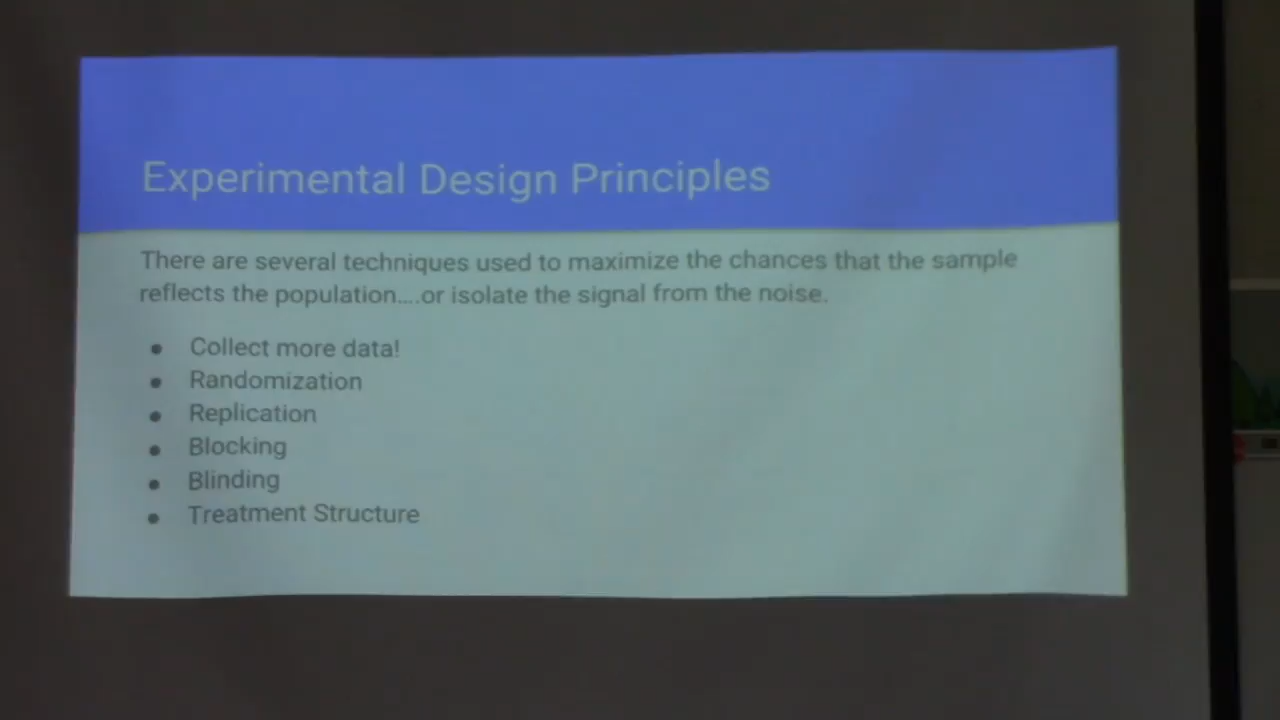 Experimental Design Principles
There are several techniques used to maximize the chances that the sample
reflects the population....or isolate the signal from the noise.
● Collect more data!
● Randomization
● Replication
● Blocking
● Blinding
● Treatment Structure